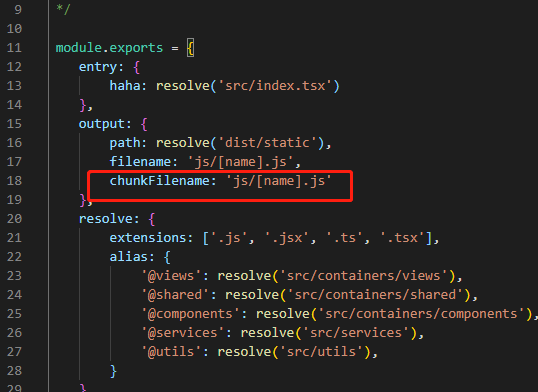 9 */
10
11 module.exports = {
12 entry: {
13 haha: resolve('src/index.tsx')
14 },
15 output: {
16 path: resolve('dist/static'),
17 filename: 'js/[name].js',
18 chunkFilename: 'js/[name].js'
19 },
20 resolve: {
21 extensions: ['.js', '.jsx', '.ts', '.tsx'],
22 alias: {
23 '@views': resolve('src/containers/views'),
24 '@shared': resolve('src/containers/shared'),
25 '@components': resolve('src/containers/components'),
26 '@services': resolve('src/services'),
27 '@utils': resolve('src/utils'),
28 }
29 }